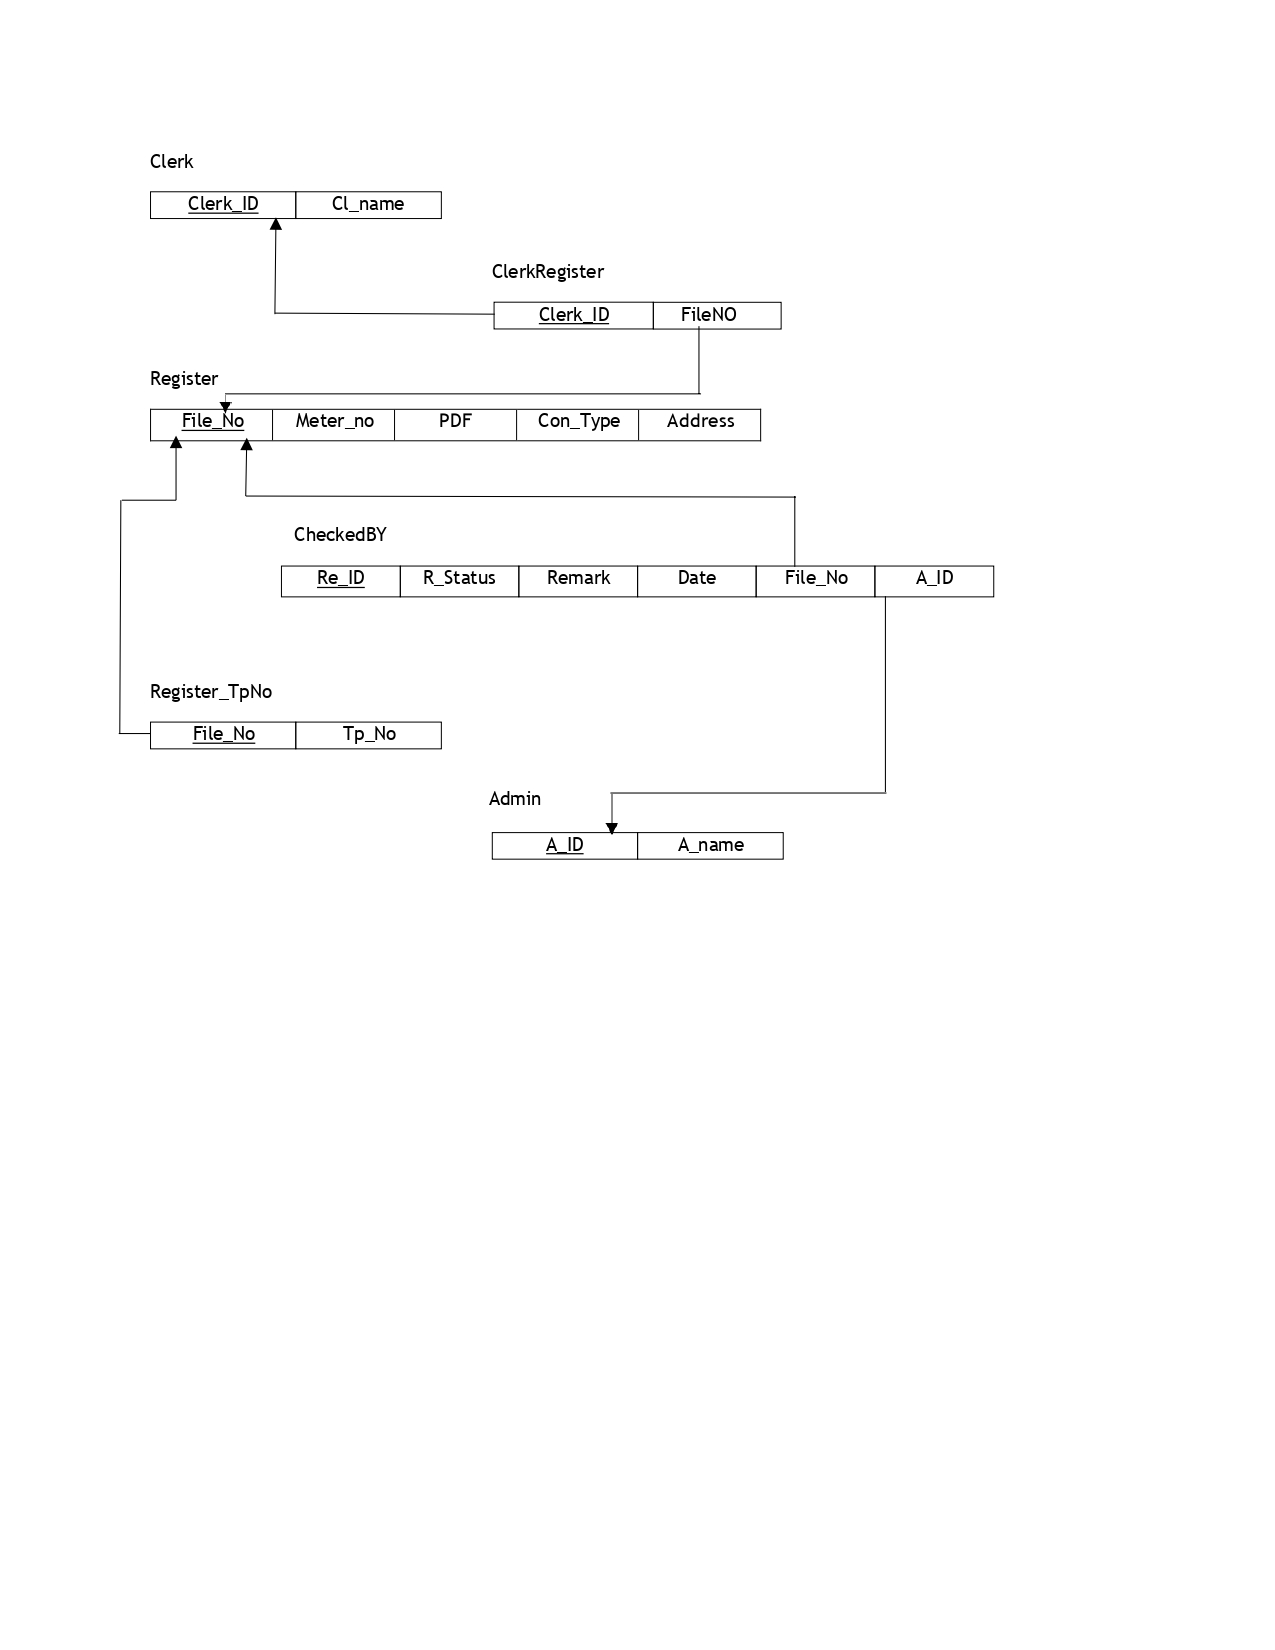 Clerk
Clerk_ID Cl_name
ClerkRegister
Clerk_ID FileNO
Register
File_No Meter_no PDF Con_Type Address
CheckedBY
Re_ID R_Status Remark Date File_No A_ID
Register_TpNo
File_No Tp_No
Admin
A_ID A_name